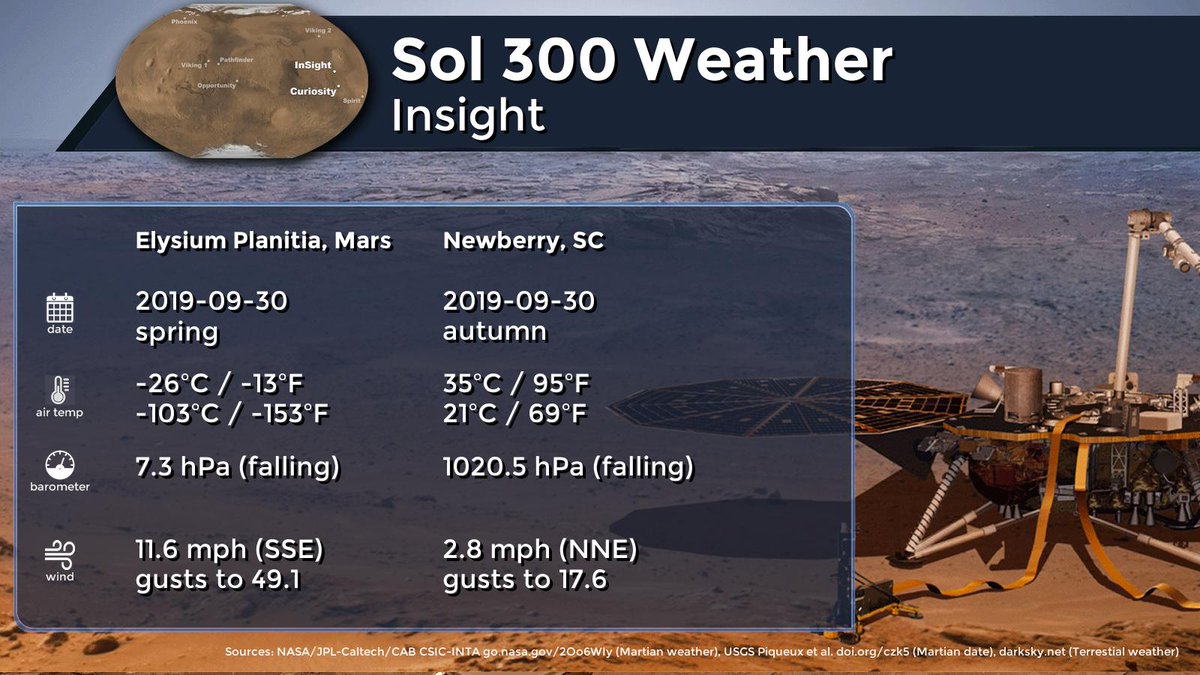 Phoenix
Viking 2
Viking 1
Pathfinder
InSight
Opportunity
Curiosity
Spirit
Sol 300 Weather
Insight
Elysium Planitia, Mars
Newberry, SC
date
2019-09-30
spring
2019-09-30
autumn
air temp
-26°C / -13°F
-103°C / -153°F
35°C / 95°F
21°C / 69°F
barometer
7.3 hPa (falling)
1020.5 hPa (falling)
wind
11.6 mph (SSE)
gusts to 49.1
2.8 mph (NNE)
gusts to 17.6
Sources: NASA/JPL-Caltech/CAB CSIC-INTA go.nasa.gov/2Oo6Wly (Martian weather), USGS Piqueux et al. doi.org/czk5 (Martian date), darksky.net (Terrestial weather)